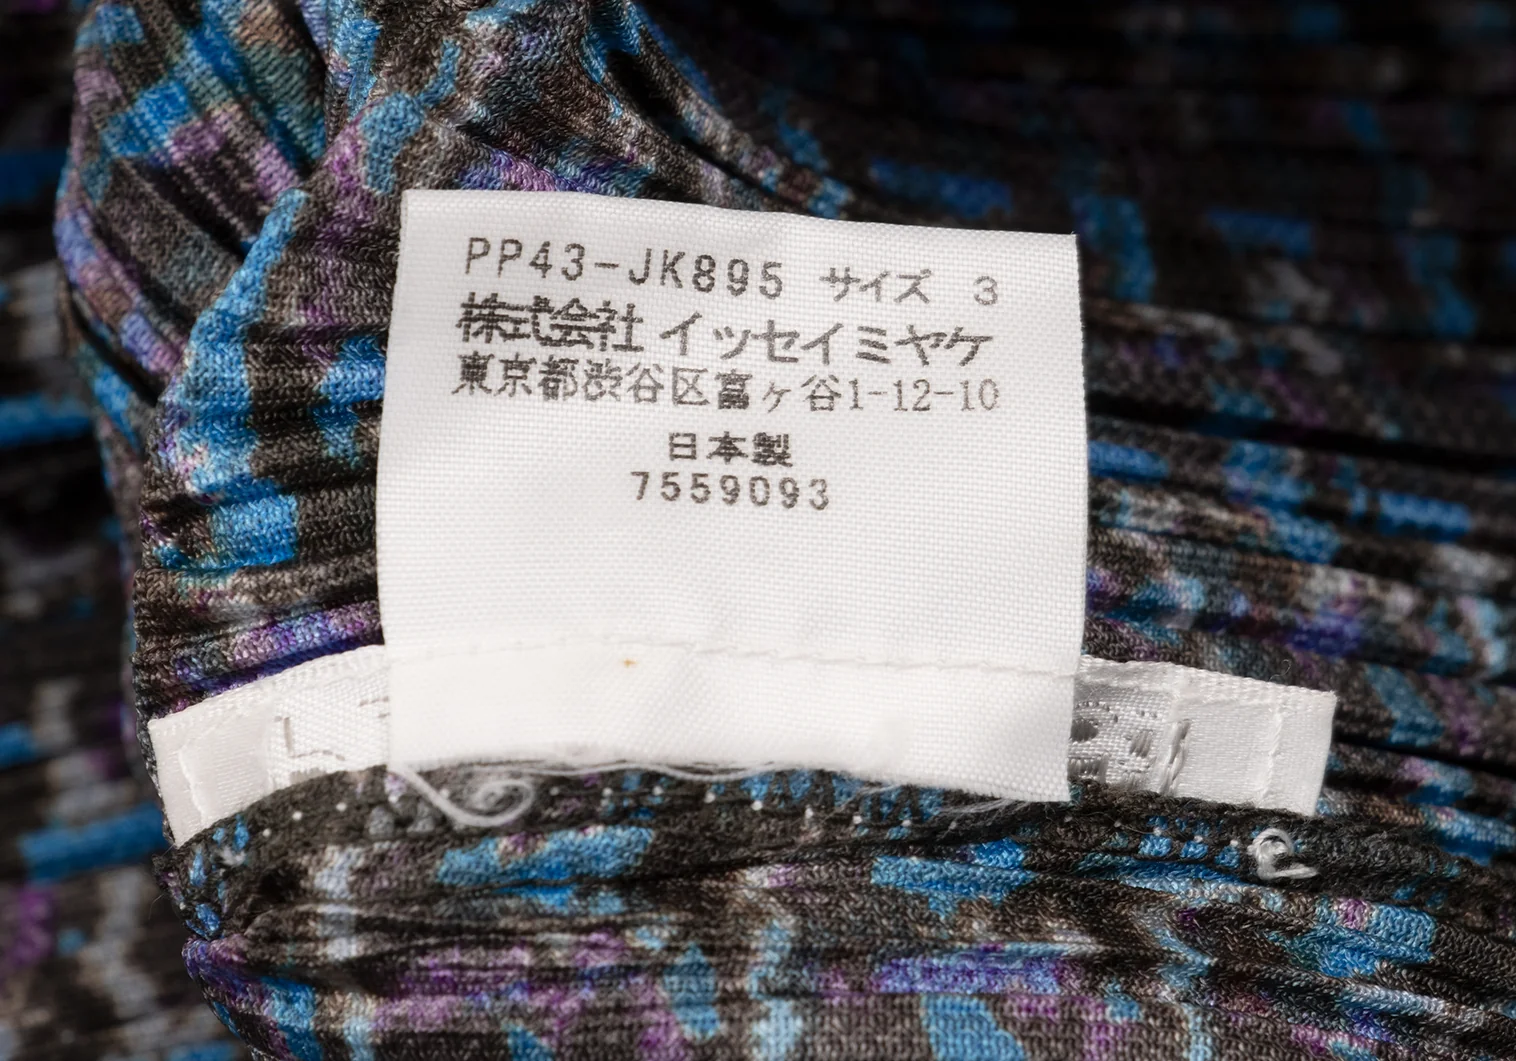 PP43-JK895 サイズ 3
株式会社 イッセイミヤケ
東京都渋谷区富ヶ谷1-12-10
日本製
7559093